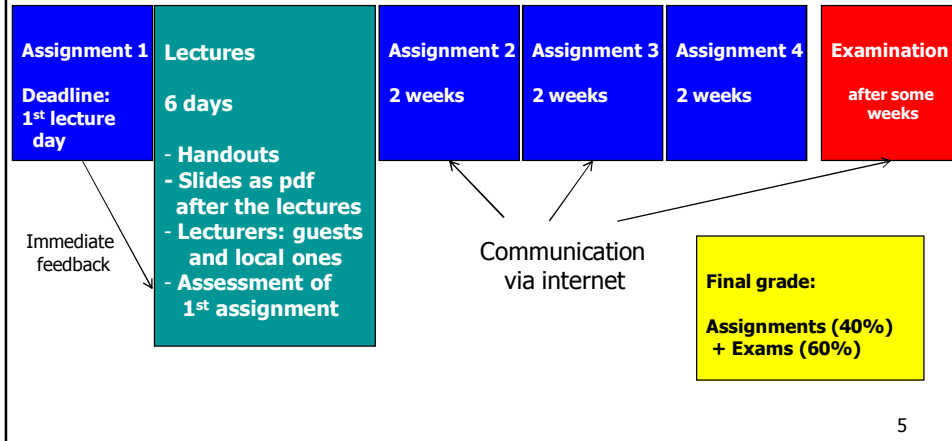 Assignment 1
Deadline:
1st lecture
day
Lectures
6 days
- Handouts
- Slides as pdf
after the lectures
- Lecturers: guests
and local ones
- Assessment of
1st assignment
Assignment 2
2 weeks
Assignment 3
2 weeks
Assignment 4
2 weeks
Examination
after some
weeks
Immediate
feedback
Communication
via internet
Final grade:
Assignments (40%)
+ Exams (60%)
5